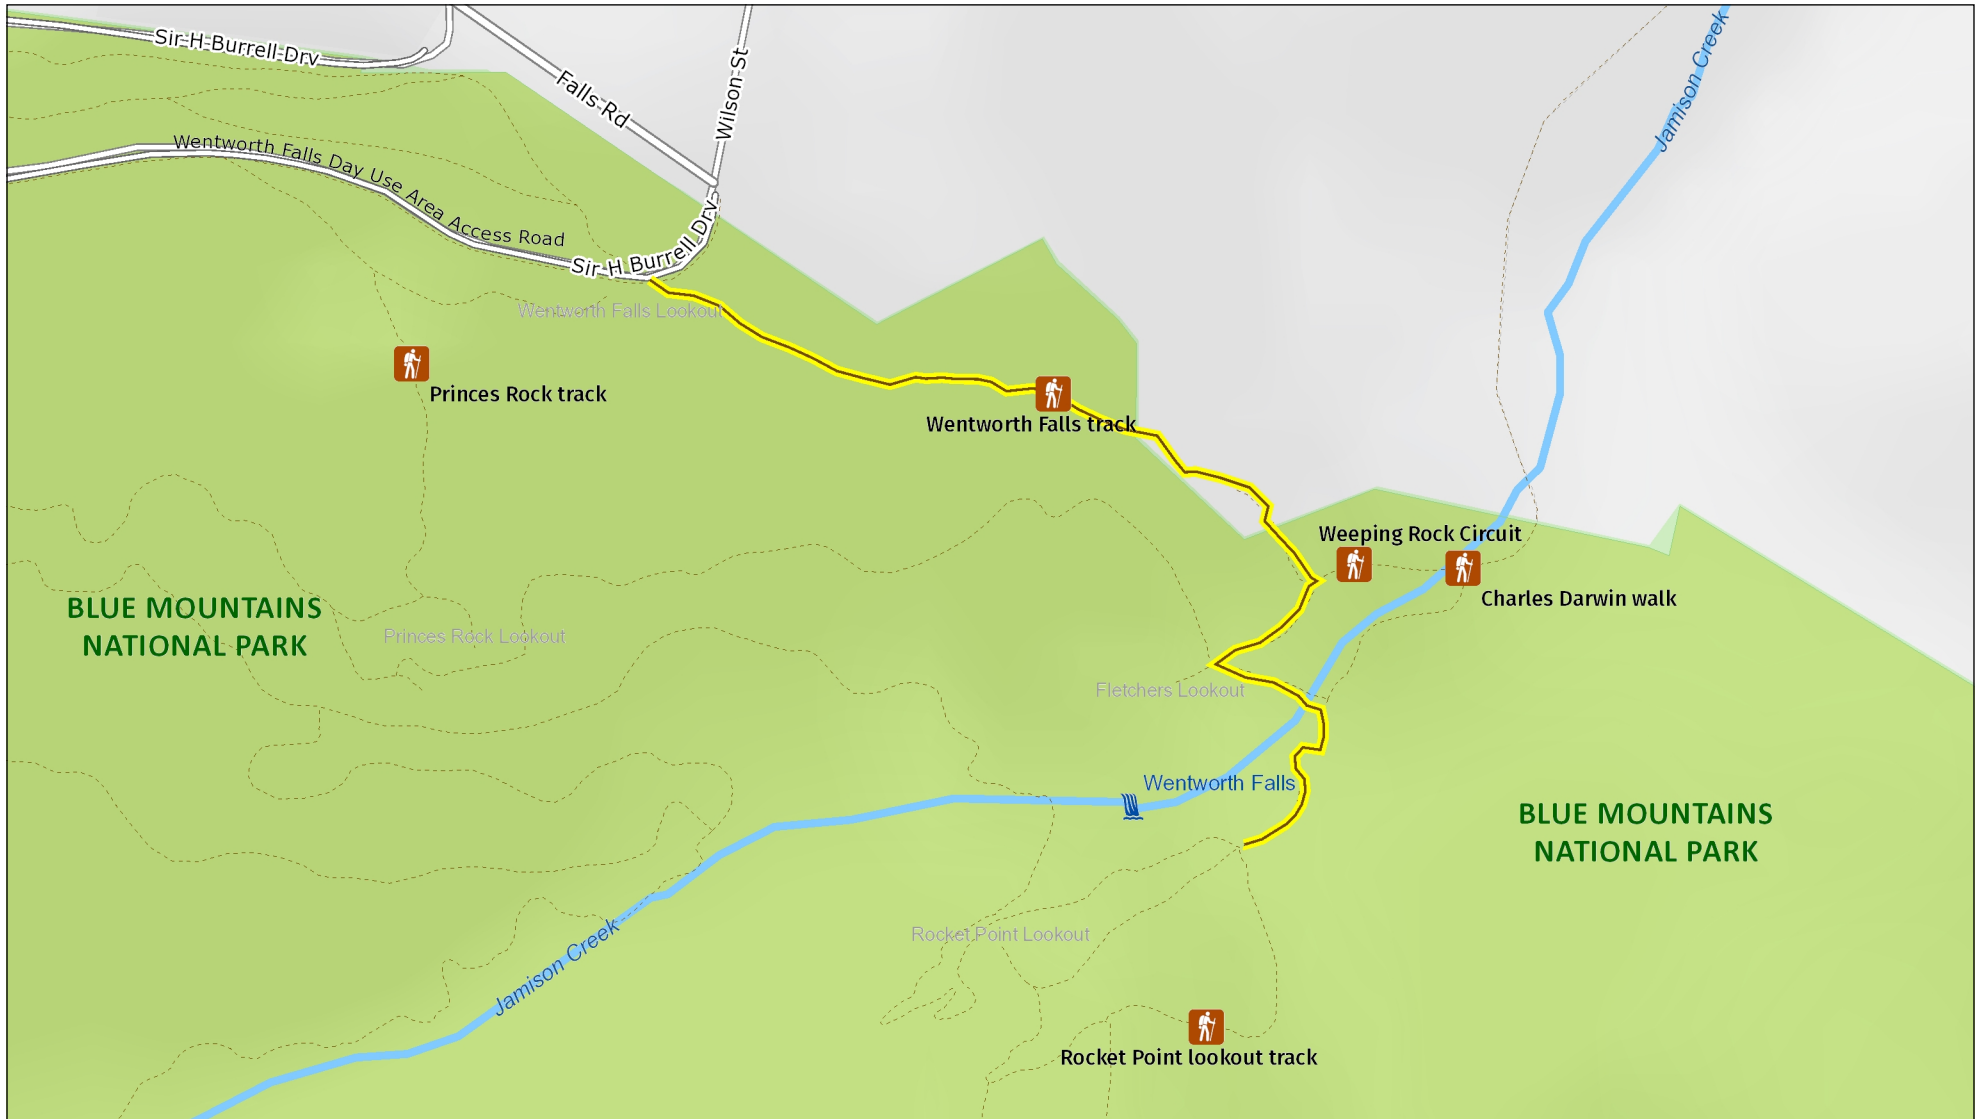 Sir H Burrell Drv
Falls Rd
Wilson St
Jamison Creek
Wentworth Falls Day Use Area Access Road
Sir H Burrell Drv
Wentworth Falls Lookout
Princes Rock track
Wentworth Falls track
Weeping Rock Circuit
Charles Darwin walk
BLUE MOUNTAINS
NATIONAL PARK
Princes Rock Lookout
Fletchers Lookout
Wentworth Falls
BLUE MOUNTAINS
NATIONAL PARK
Rocket Point Lookout
Jamison Creek
Rocket Point lookout track